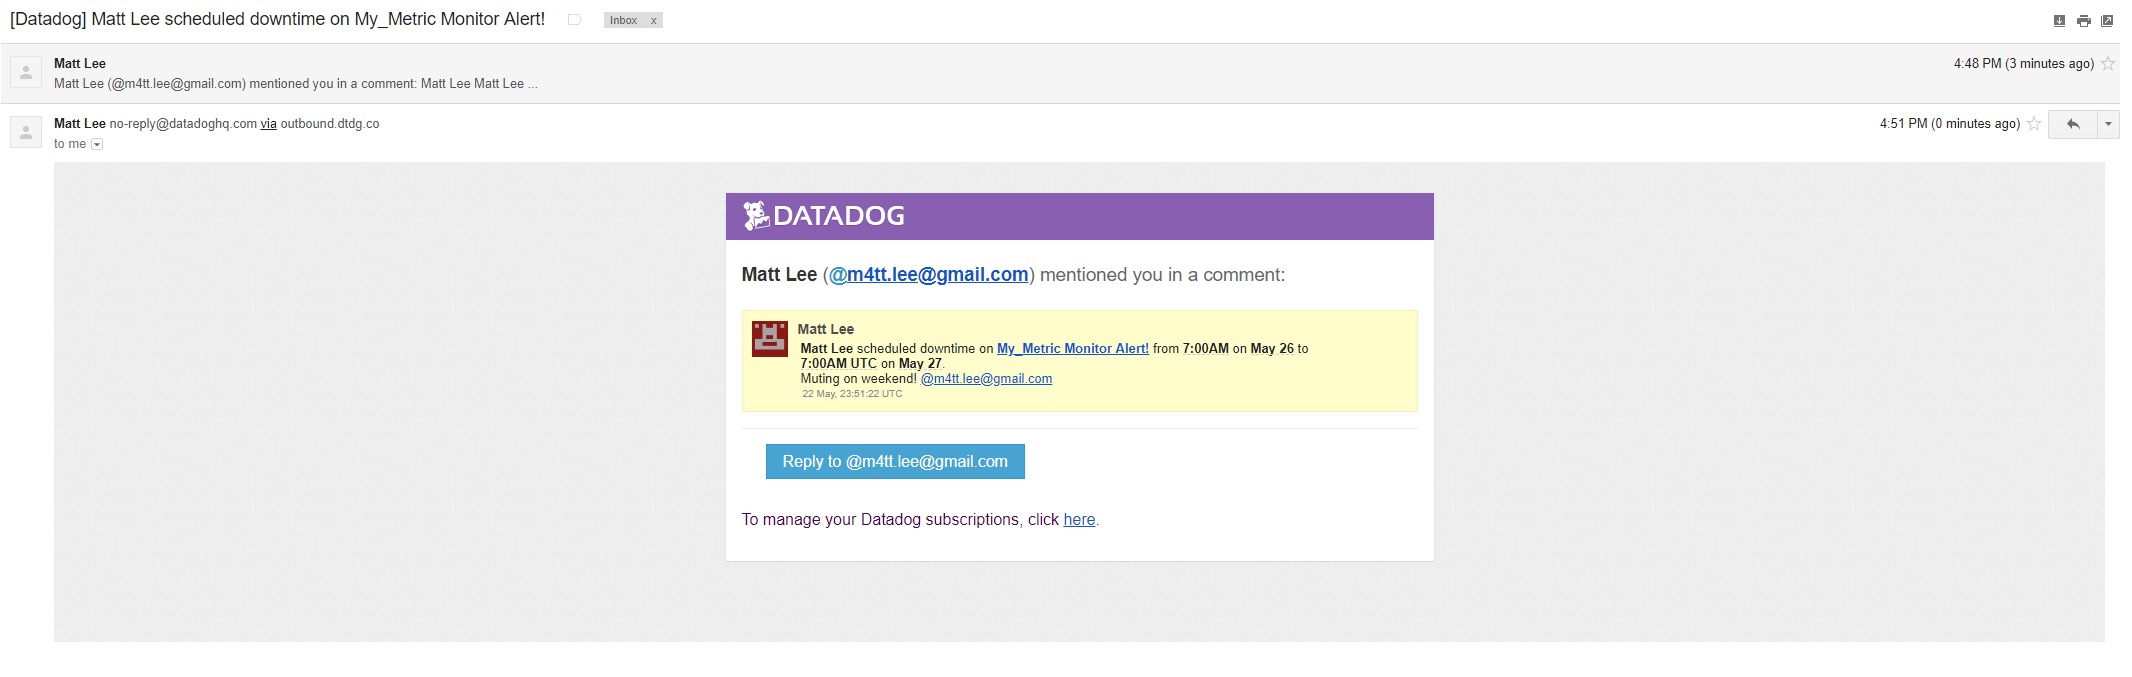 [Datadog] Matt Lee scheduled downtime on My_Metric Monitor Alert!
Inbox x
Matt Lee
4:48 PM (3 minutes ago)
Matt Lee (@m4tt.lee@gmail.com) mentioned you in a comment: Matt Lee Matt Lee ...
Matt Lee no-reply@datadoghq.com via outbound.dtdg.co
4:51 PM (0 minutes ago)
to me
DATADOG
Matt Lee (@m4tt.lee@gmail.com) mentioned you in a comment:
Matt Lee
Matt Lee scheduled downtime on My_Metric Monitor Alert! from 7:00AM on May 26 to
7:00AM UTC on May 27.
Muting on weekend! @m4tt.lee@gmail.com
22 May, 23:51:22 UTC
Reply to @m4tt.lee@gmail.com
To manage your Datadog subscriptions, click here.